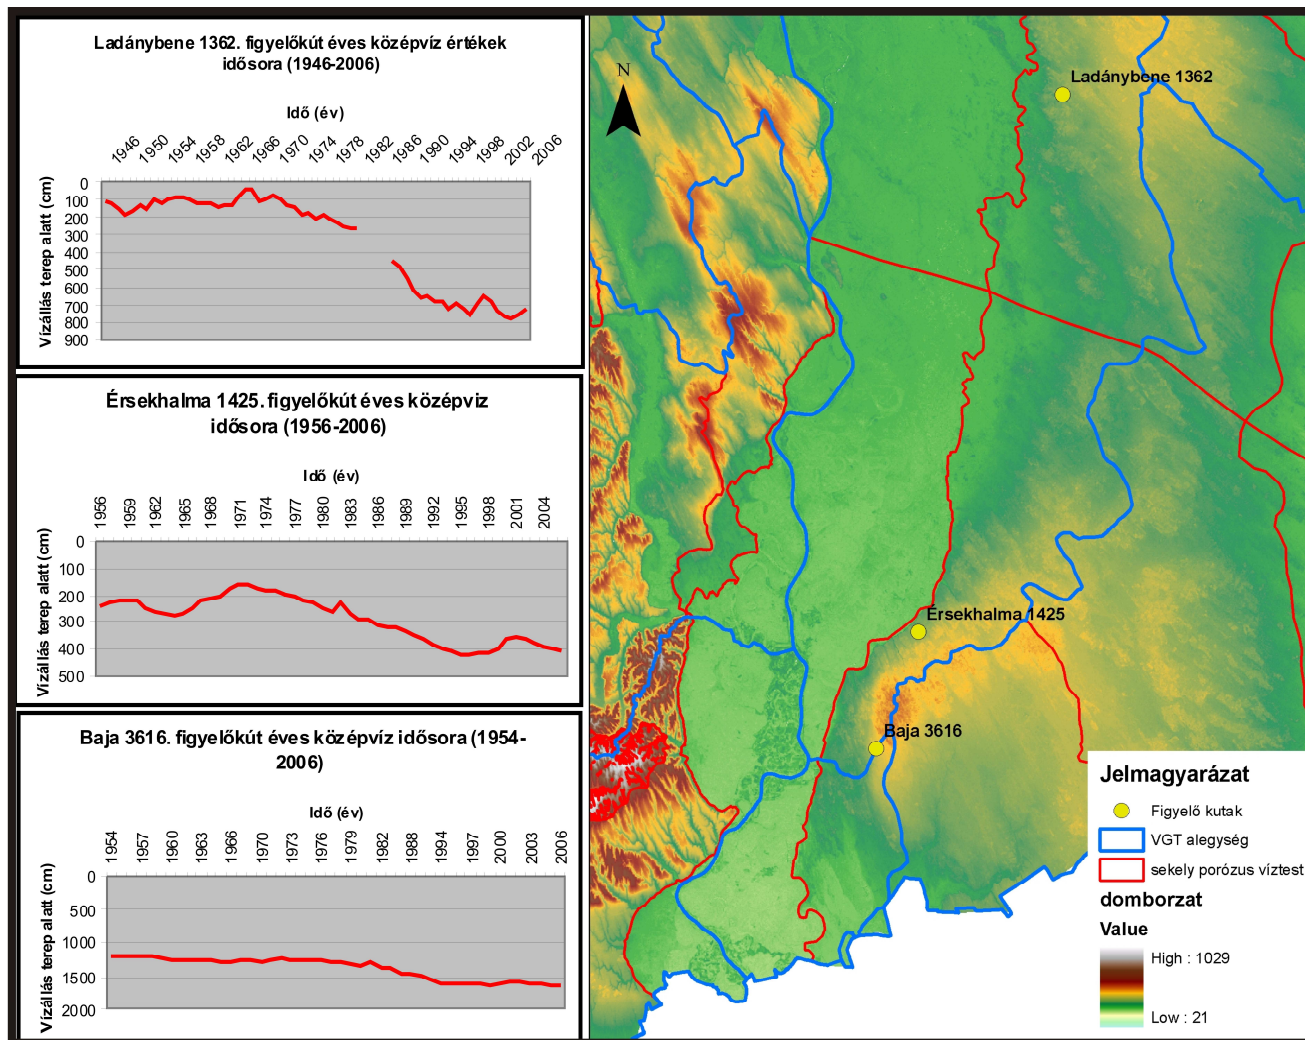 Ladánybene 1362. figyelőkút éves középvíz értékek
idősora (1946-2006)
Idő (év)
1946 1950 1954 1958 1962 1966 1970 1974 1978 1982 1986 1990 1994 1998 2002 2006
Vízállás terep alatt (cm)
0
100
200
300
400
500
600
700
800
900
Érsekhalma 1425. figyelőkút éves középviz
idősora (1956-2006)
Idő (év)
1956 1959 1962 1965 1968 1971 1974 1977 1980 1983 1986 1989 1992 1995 1998 2001 2004
Vízállás terep alatt (cm)
0
100
200
300
400
500
Baja 3616. figyelőkút éves középvíz idősora (1954-
2006)
Idő (év)
1954 1957 1960 1963 1966 1970 1973 1976 1979 1982 1988 1994 1997 2000 2003 2006
Vízállás terep alatt (cm)
0
500
1000
1500
2000
N
Ladánybene 1362
Érsekhalma 1425
Baja 3616
Jelmagyarázat
Figyelő kutak
VGT alegység
sekely porózus víztest
domborzat
Value
High : 1029
Low : 21